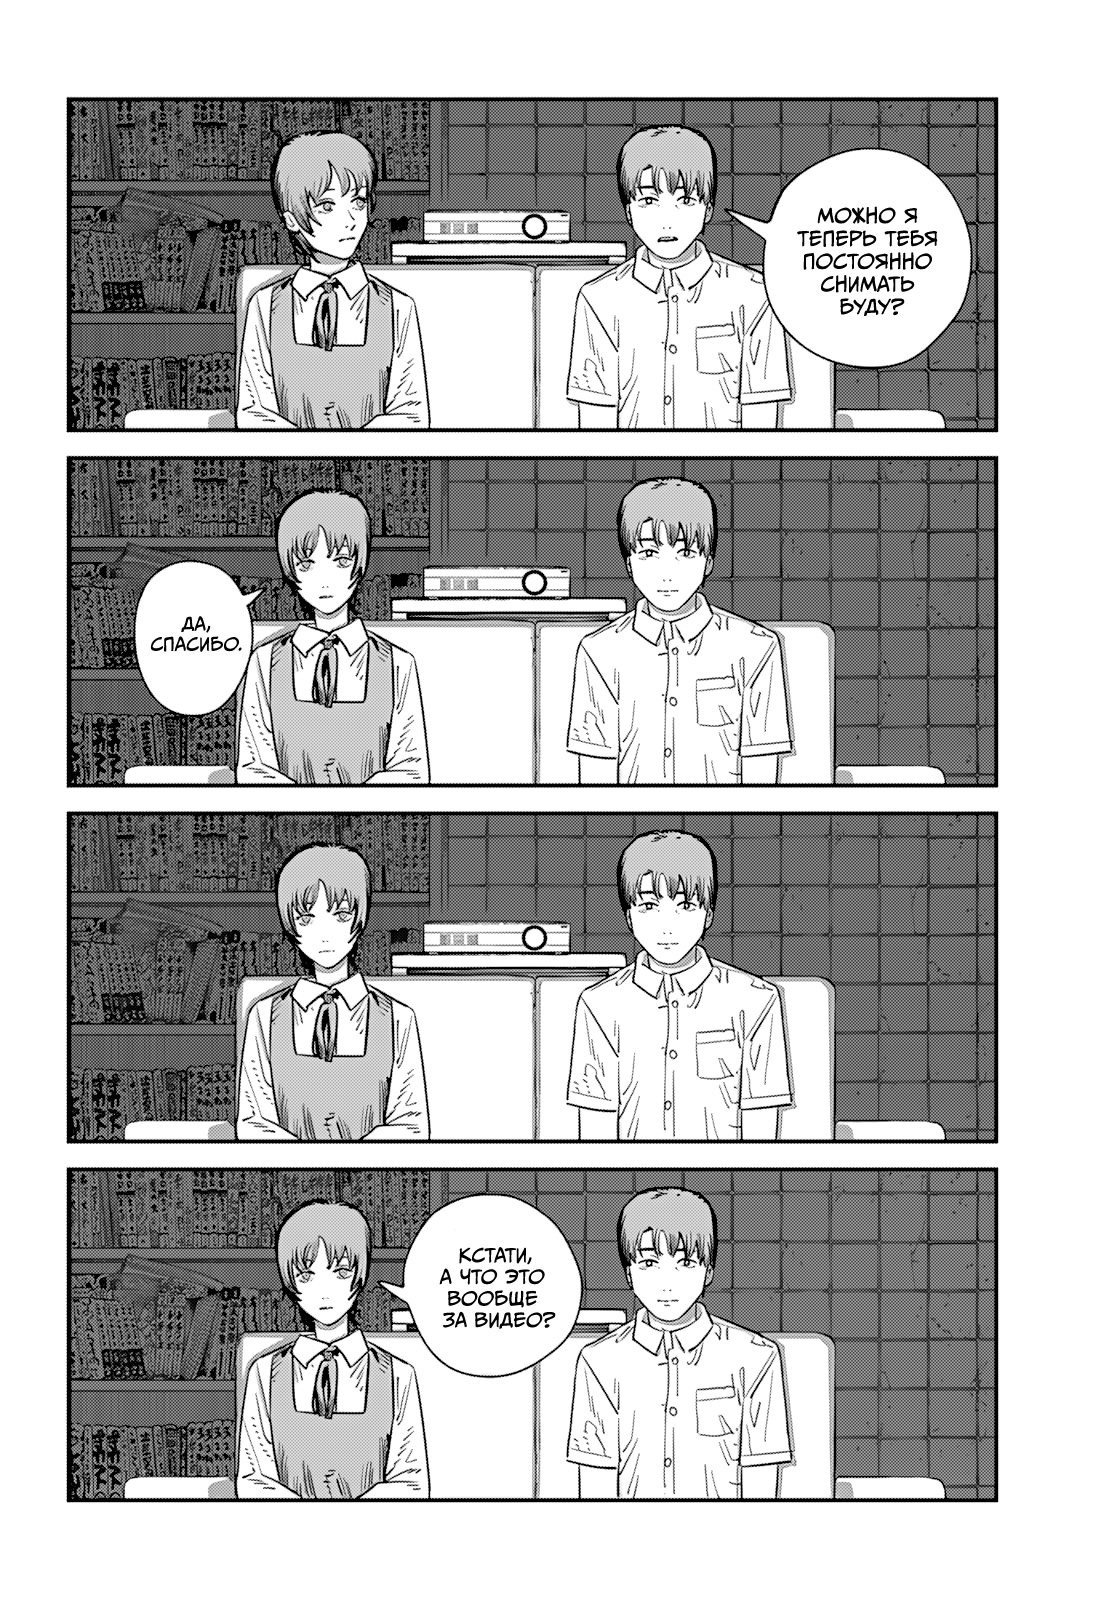 МОЖНО Я
ТЕПЕРЬ ТЕБЯ
ПОСТОЯННО
СНИМАТЬ
БУДУ?
ДА,
СПАСИБО.
КСТАТИ,
А ЧТО ЭТО
ВООБЩЕ
ЗА ВИДЕО?